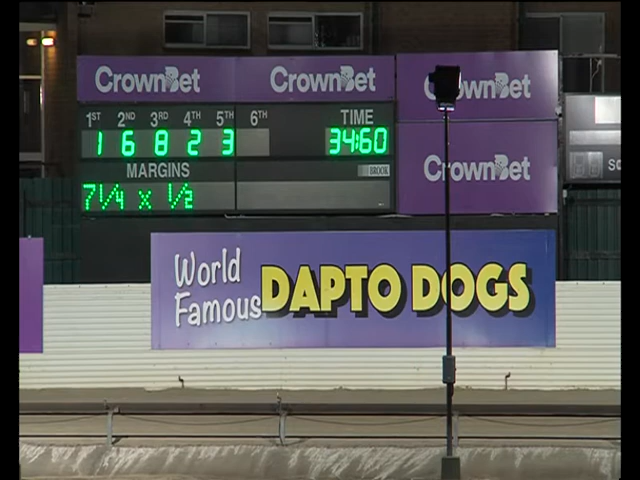 CrownBet CrownBet CrownBet
1ST 2ND 3RD 4TH 5TH 6TH TIME
1 6 8 2 3 34:60
MARGINS BROOK
7 1/4 x 1/2
CrownBet
World Famous DAPTO DOGS